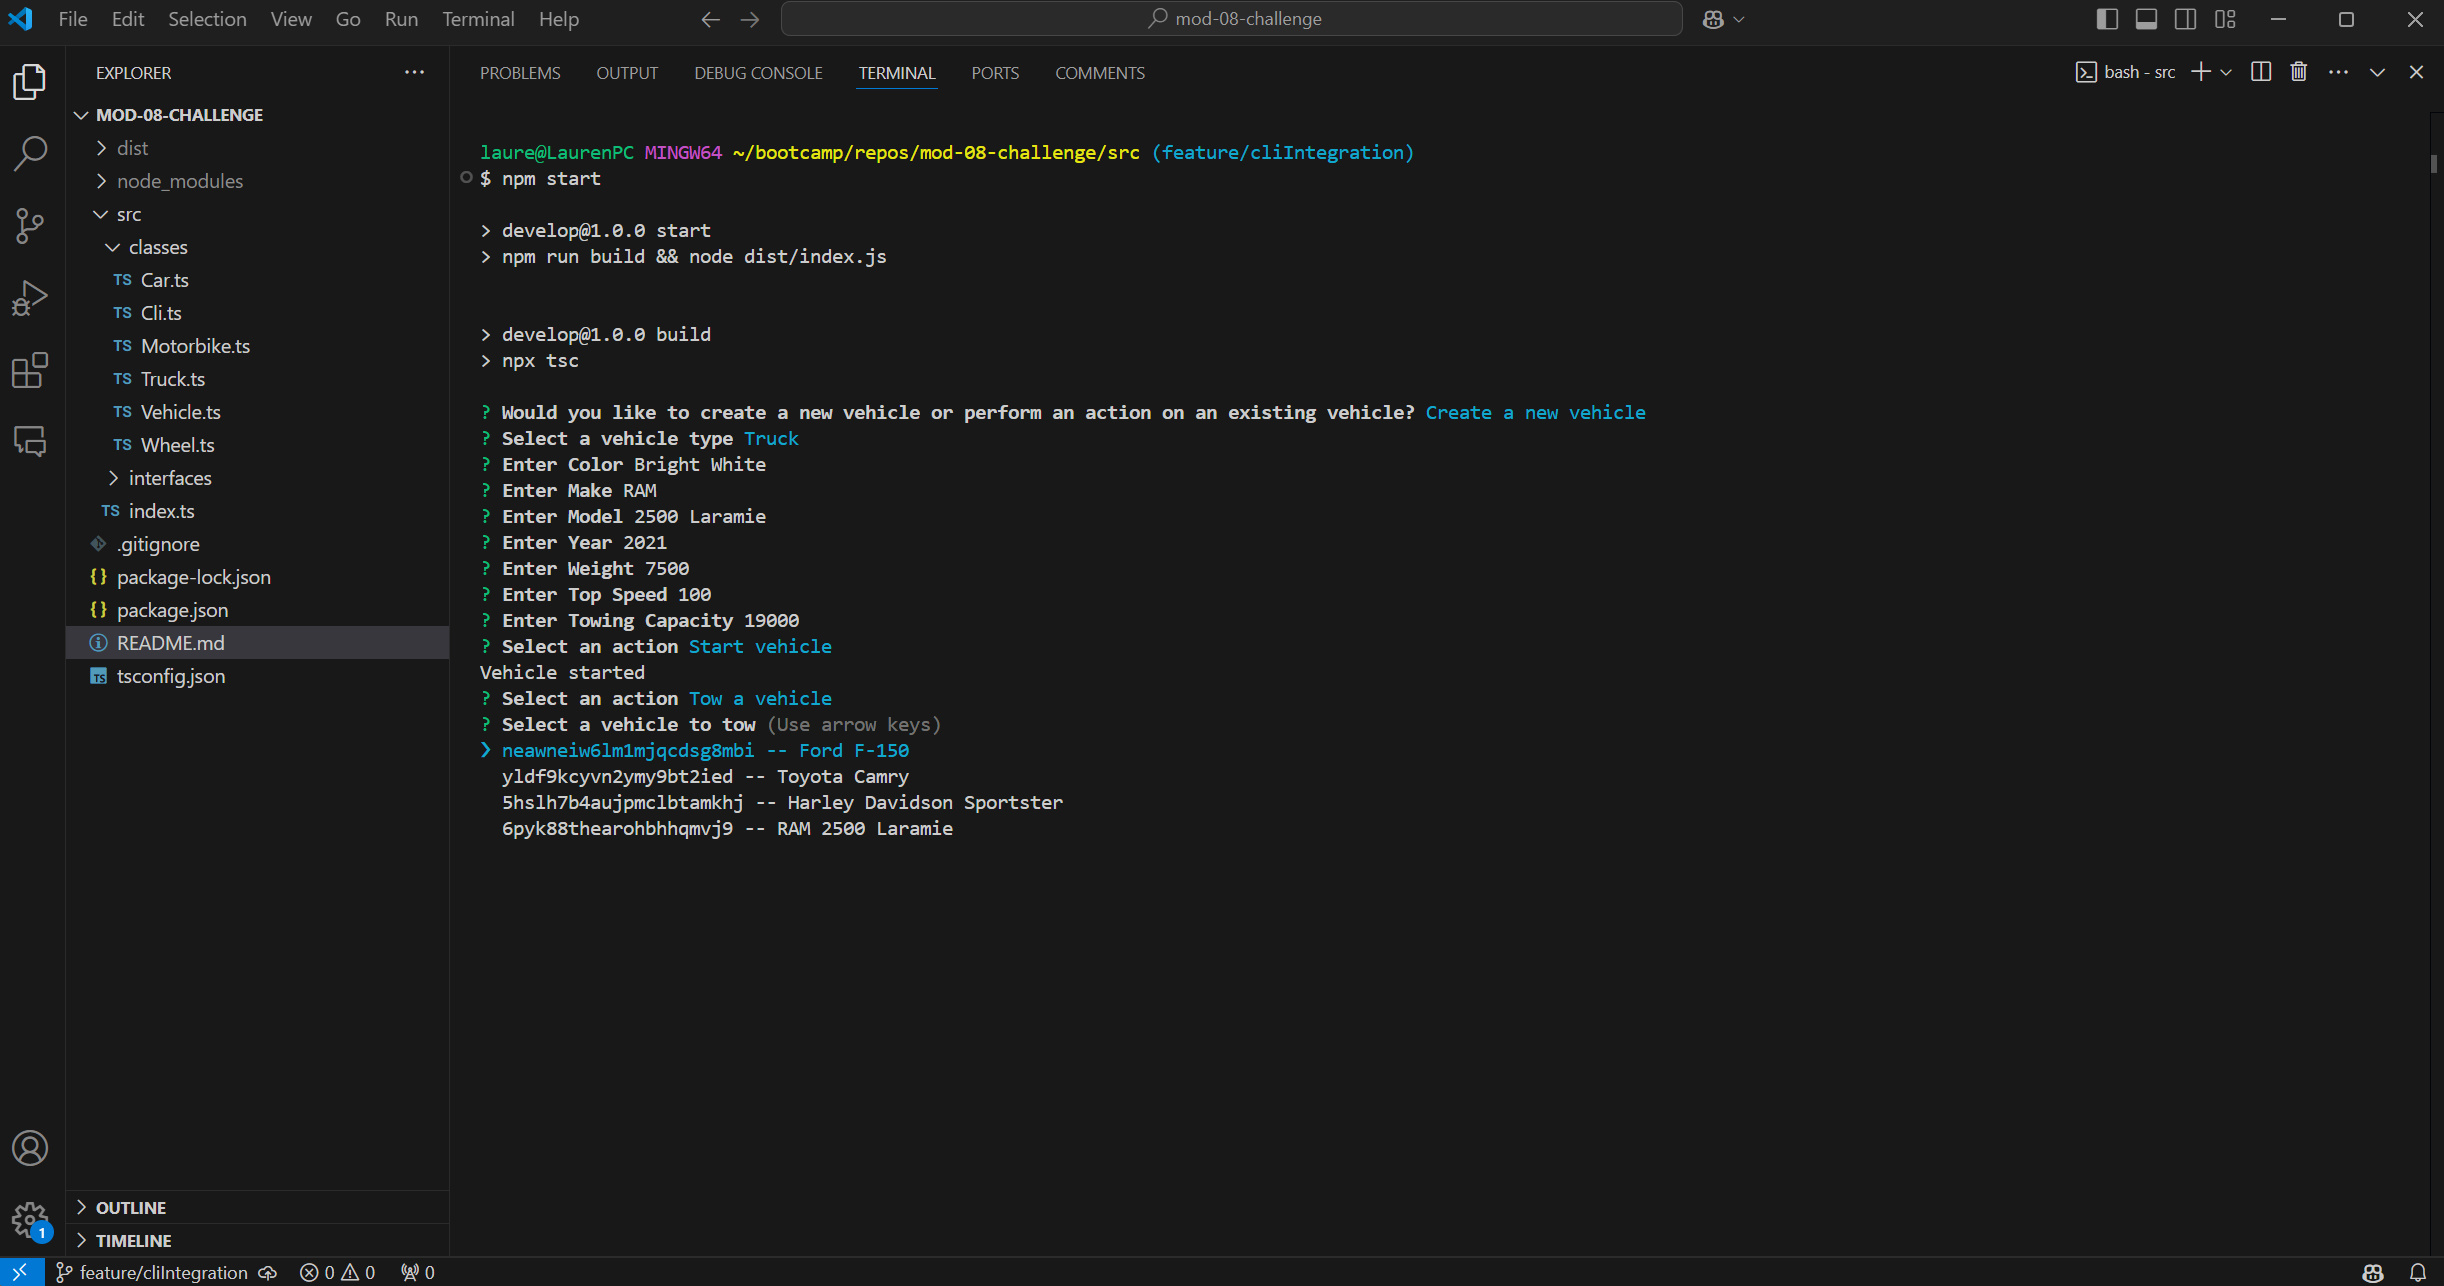 File Edit Selection View Go Run Terminal Help
mod-08-challenge
EXPLORER
MOD-08-CHALLENGE
dist
node_modules
src
classes
TS Car.ts
TS Cli.ts
TS Motorbike.ts
TS Truck.ts
TS Vehicle.ts
TS Wheel.ts
interfaces
TS index.ts
.gitignore
{} package-lock.json
{} package.json
README.md
TS tsconfig.json
OUTLINE
TIMELINE
PROBLEMS OUTPUT DEBUG CONSOLE TERMINAL PORTS COMMENTS
bash - src
laure@LaurenPC MINGW64 ~/bootcamp/repos/mod-08-challenge/src (feature/cliIntegration)
$ npm start
> develop@1.0.0 start
> npm run build && node dist/index.js
> develop@1.0.0 build
> npx tsc
? Would you like to create a new vehicle or perform an action on an existing vehicle? Create a new vehicle
? Select a vehicle type Truck
? Enter Color Bright White
? Enter Make RAM
? Enter Model 2500 Laramie
? Enter Year 2021
? Enter Weight 7500
? Enter Top Speed 100
? Enter Towing Capacity 19000
? Select an action Start vehicle
Vehicle started
? Select an action Tow a vehicle
? Select a vehicle to tow (Use arrow keys)
❯ neawneiw6lm1mjqcdsg8mbi -- Ford F-150
yldf9kcyvn2ymy9bt2ied -- Toyota Camry
5hslh7b4aujpmclbtamkhj -- Harley Davidson Sportster
6pyk88thearohbhhqmvj9 -- RAM 2500 Laramie
1
feature/cliIntegration 0 0 0